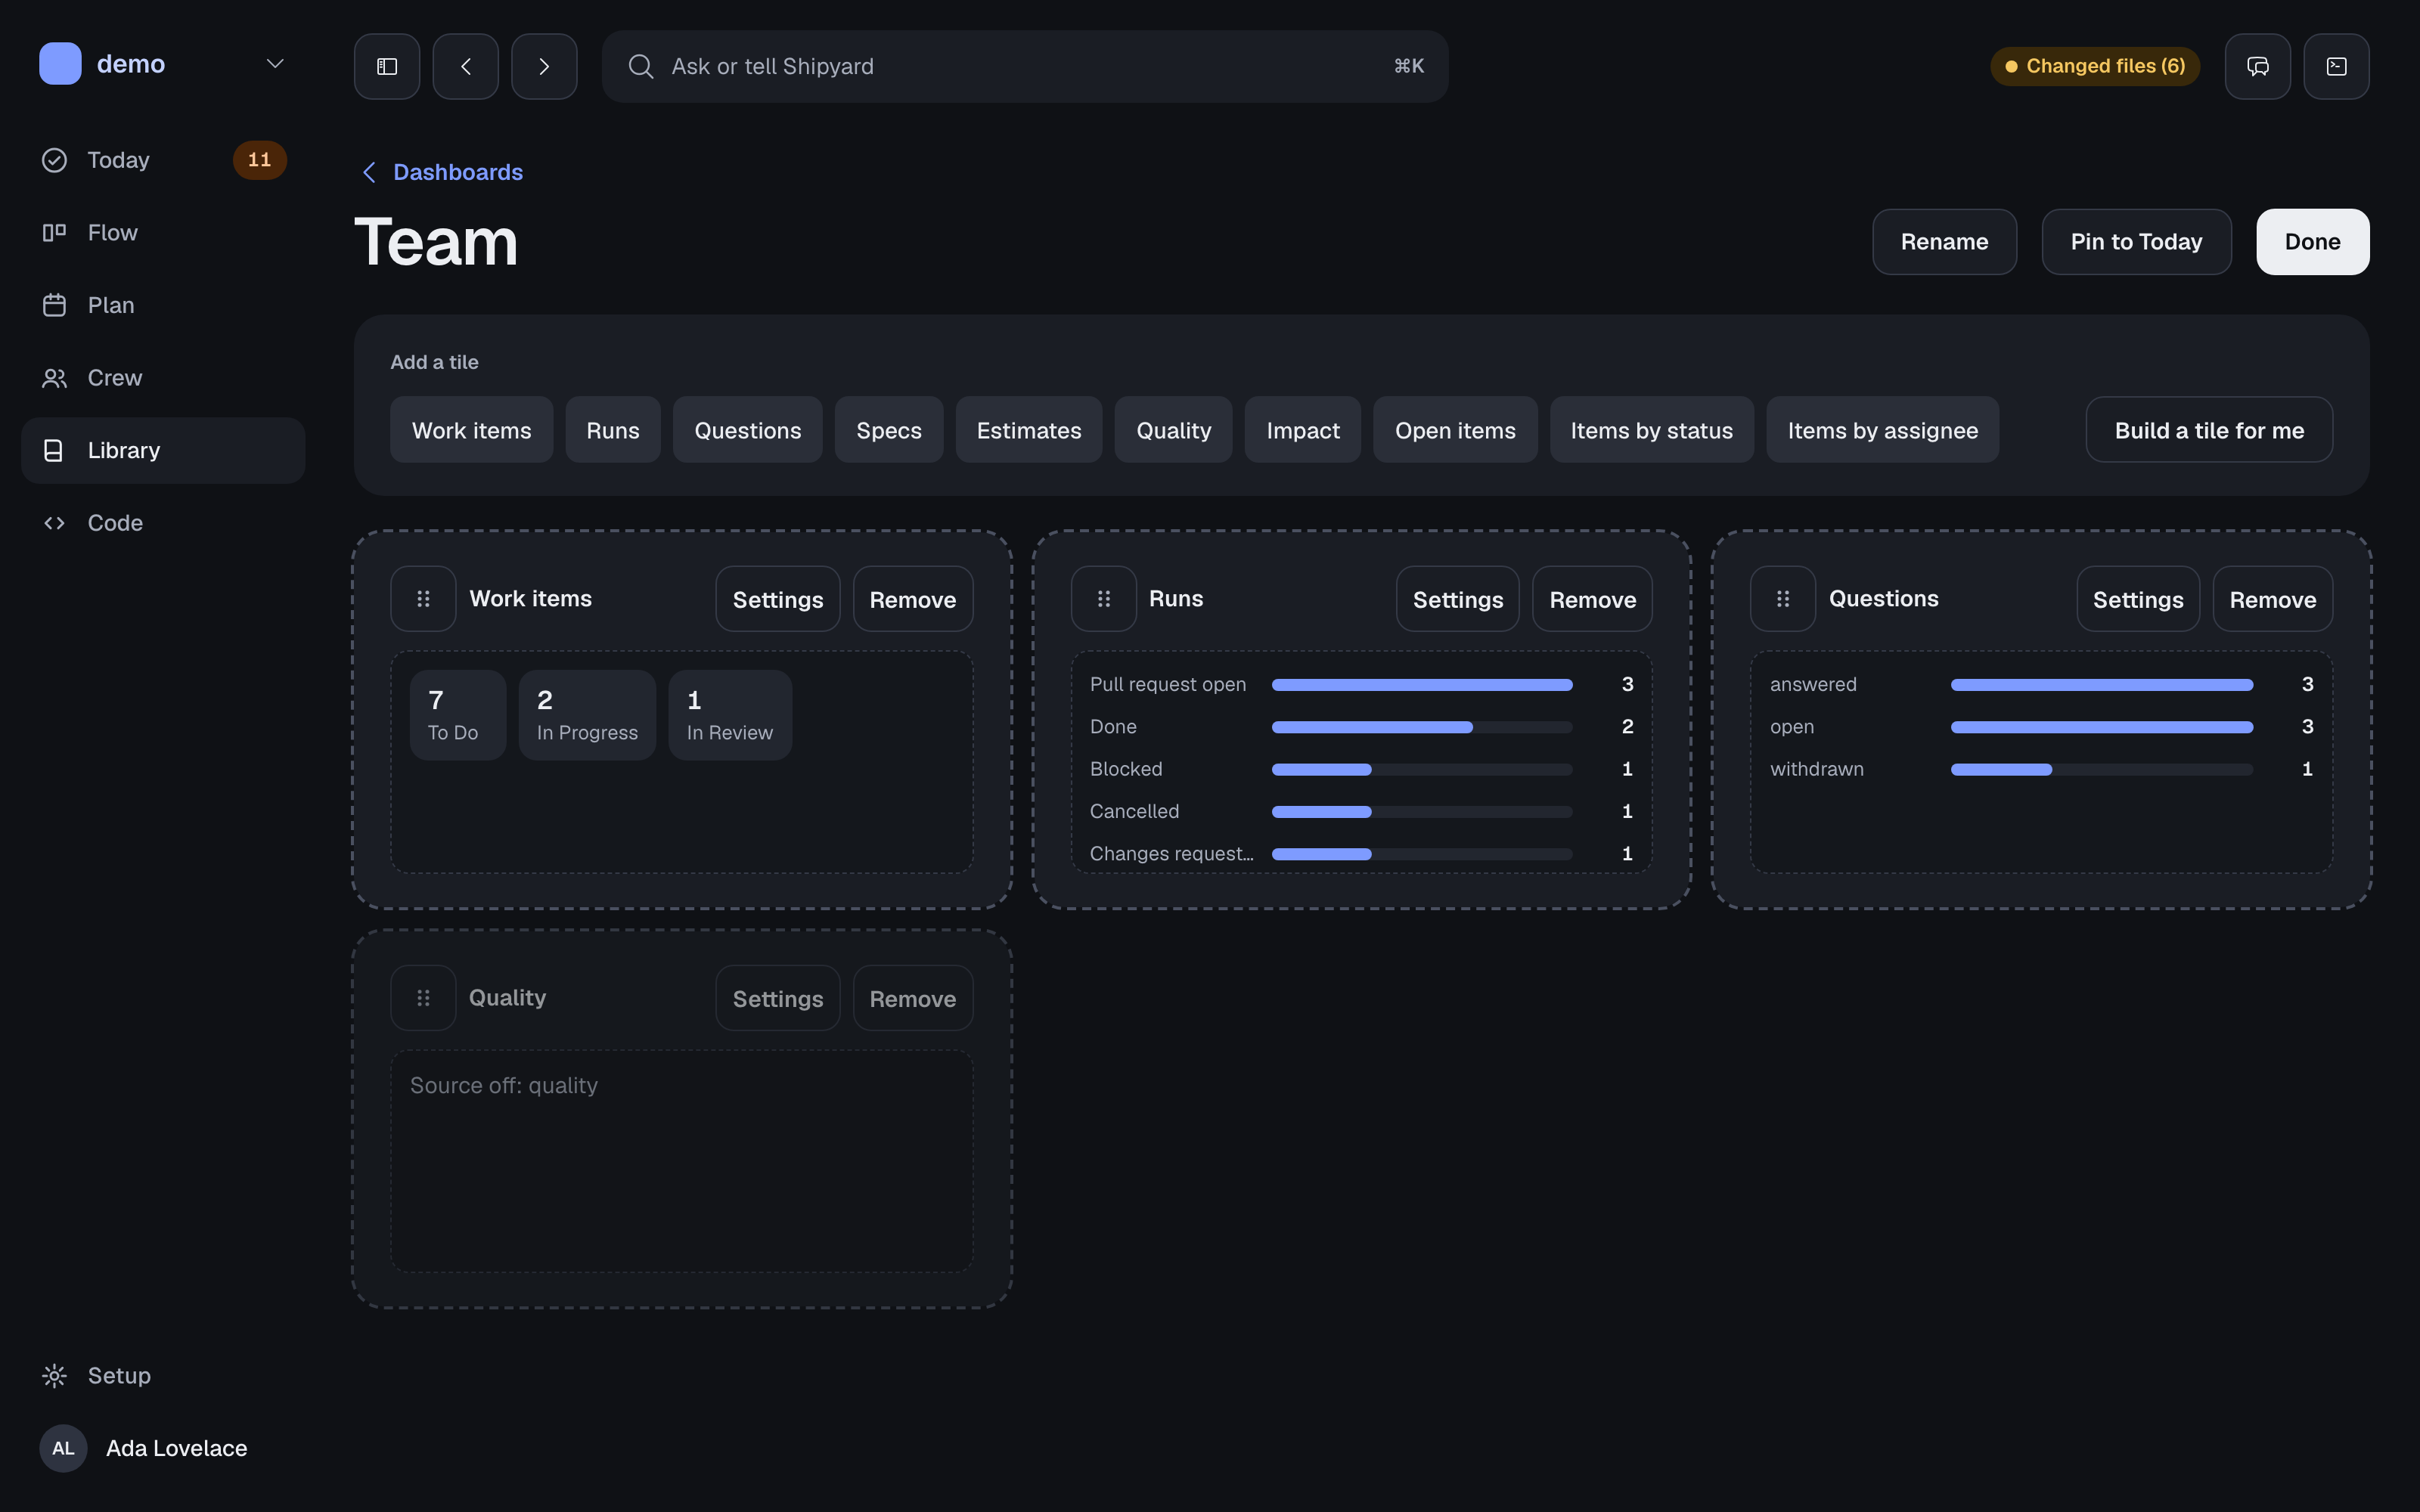 demo
Ask or tell Shipyard
⌘K
Changed files (6)
Today 11
Flow
Plan
Crew
Library
Code
Dashboards
Team
Rename
Pin to Today
Done
Add a tile
Work items
Runs
Questions
Specs
Estimates
Quality
Impact
Open items
Items by status
Items by assignee
Build a tile for me
Work items
Settings
Remove
7
To Do
2
In Progress
1
In Review
Runs
Settings
Remove
Pull request open 3
Done 2
Blocked 1
Cancelled 1
Changes request... 1
Questions
Settings
Remove
answered 3
open 3
withdrawn 1
Quality
Settings
Remove
Source off: quality
Setup
AL
Ada Lovelace